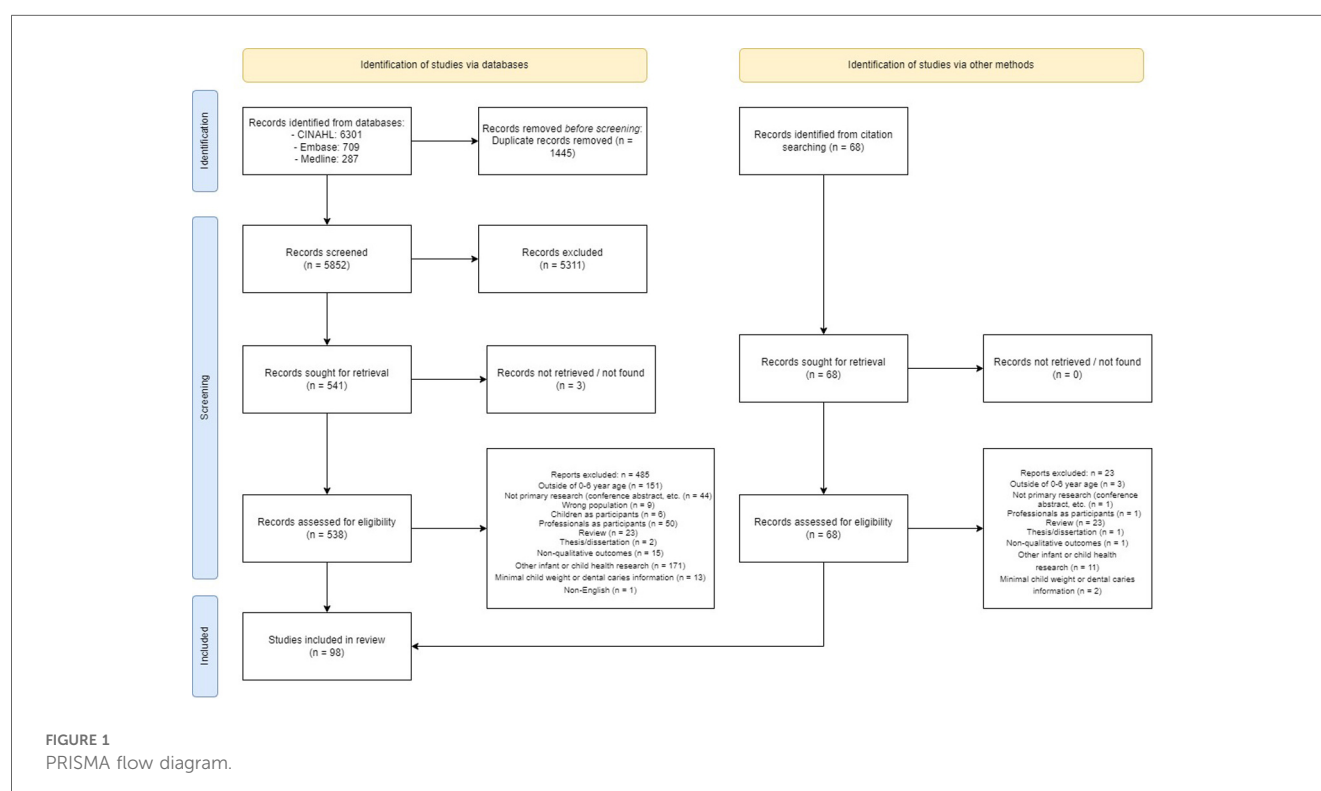 Identification of studies via databases
Identification of studies via other methods
Identification
Records identified from databases:
- CINAHL: 6301
- Embase: 709
- Medline: 287
Records removed before screening:
Duplicate records removed (n =
1445)
Records identified from citation
searching (n = 68)
Screening
Records screened
(n = 5852)
Records excluded
(n = 5311)
Records sought for retrieval
(n = 541)
Records not retrieved / not found
(n = 3)
Records sought for retrieval
(n = 68)
Records not retrieved / not found
(n = 0)
Records assessed for eligibility
(n = 538)
Reports excluded: n = 485
Outside of 0-6 year age (n = 151)
Not primary research (conference abstract, etc. (n = 44)
Wrong population (n = 9)
Children as participants (n = 6)
Professionals as participants (n = 50)
Review (n = 23)
Thesis/dissertation (n = 2)
Non-qualitative outcomes (n = 15)
Other infant or child health research (n = 171)
Minimal child weight or dental caries information (n = 13)
Non-English (n = 1)
Records assessed for eligibility
(n = 68)
Reports excluded: n = 23
Outside of 0-6 year age (n = 3)
Not primary research (conference
abstract, etc. (n = 1)
Professionals as participants (n = 1)
Review (n = 23)
Thesis/dissertation (n = 1)
Non-qualitative outcomes (n = 1)
Other infant or child health
research (n = 11)
Minimal child weight or dental caries
information (n = 2)
Included
Studies included in review
(n = 98)
FIGURE 1
PRISMA flow diagram.